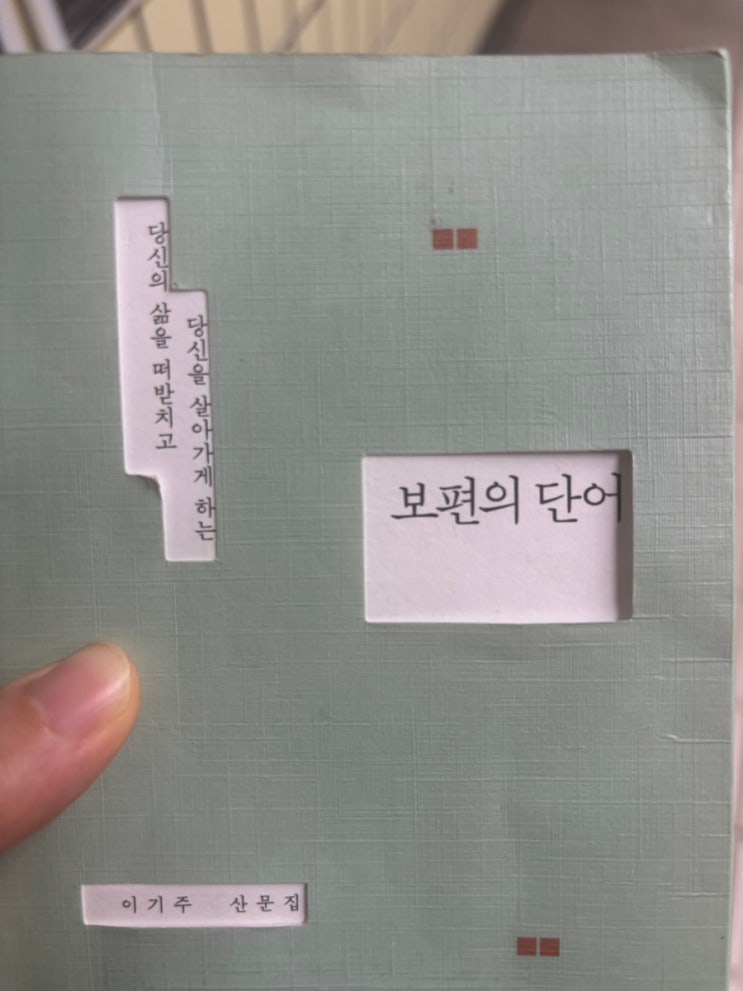 당신의 삶을 떠받치고
당신을 살아가게 하는
보편의 단어
이기주 산문집